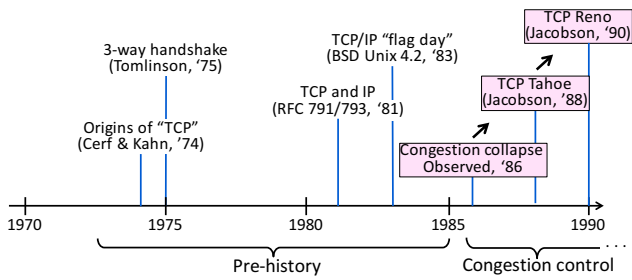 TCP Reno
(Jacobson, ‘90)
TCP/IP “flag day”
(BSD Unix 4.2, ‘83)
3-way handshake
(Tomlinson, ‘75)
TCP Tahoe
(Jacobson, ’88)
TCP and IP
(RFC 791/793, ‘81)
Origins of “TCP”
(Cerf & Kahn, ’74)
Congestion collapse
Observed, ‘86
1970
1975
1980
1985
1990
. . .
Pre-history
Congestion control